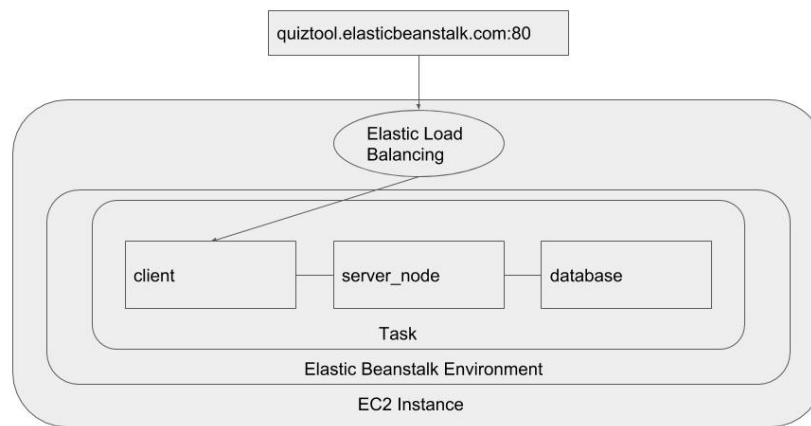 quiztool.elasticbeanstalk.com:80
Elastic Load
Balancing
client
server_node
database
Task
Elastic Beanstalk Environment
EC2 Instance